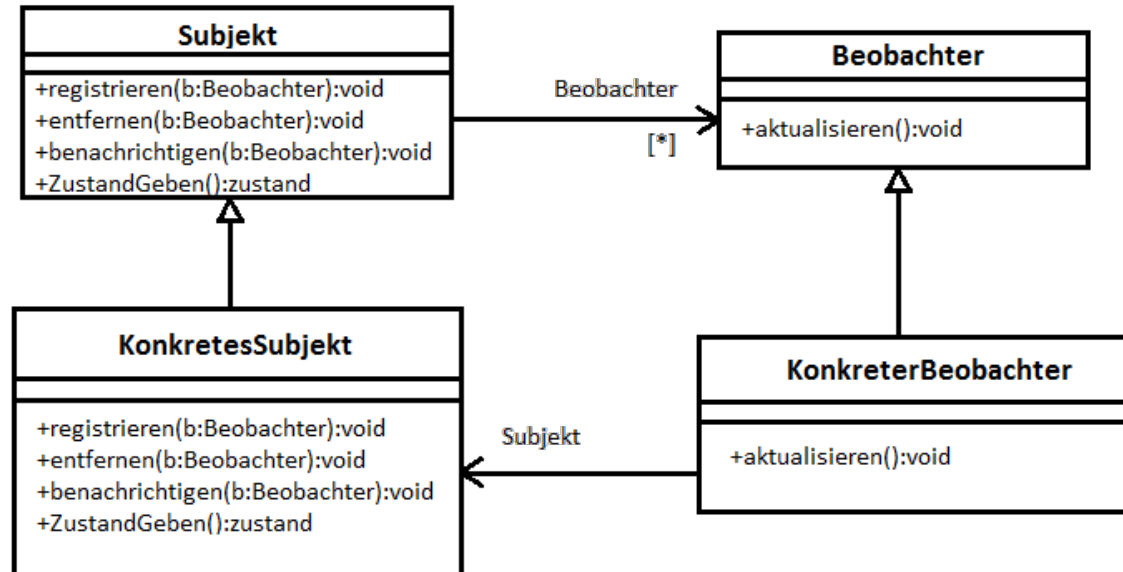 Subjekt
+registrieren(b:Beobachter):void
+entfernen(b:Beobachter):void
+benachrichtigen(b:Beobachter):void
+ZustandGeben():zustand
Beobachter
[*]
Beobachter
+aktualisieren():void
KonkretesSubjekt
+registrieren(b:Beobachter):void
+entfernen(b:Beobachter):void
+benachrichtigen(b:Beobachter):void
+ZustandGeben():zustand
Subjekt
KonkreterBeobachter
+aktualisieren():void